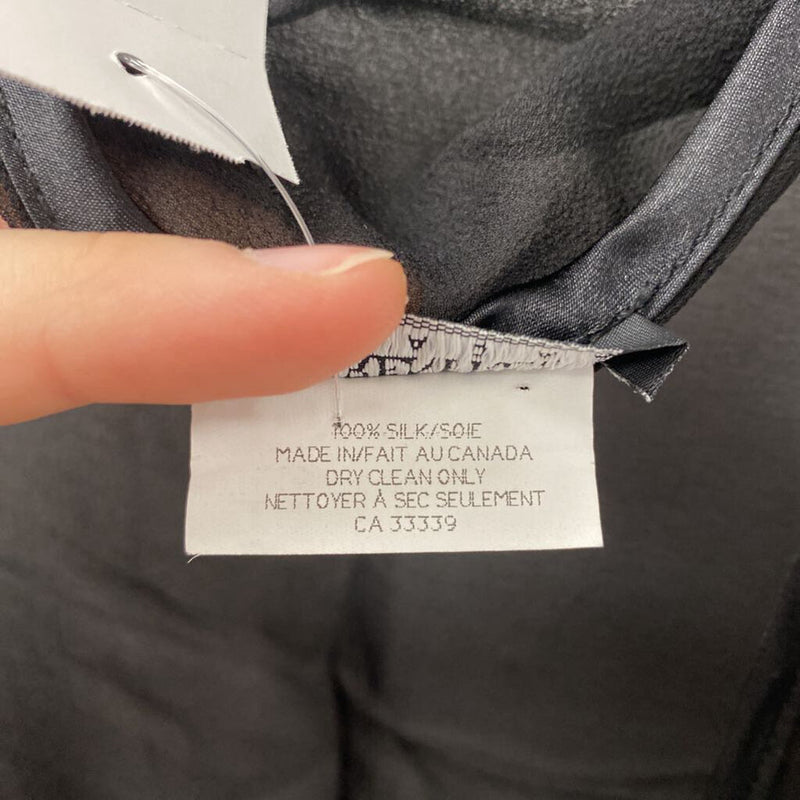 100% SILK/SOIE
MADE IN/FAIT AU CANADA
DRY CLEAN ONLY
NETTOYER À SEC SEULEMENT
CA 33339